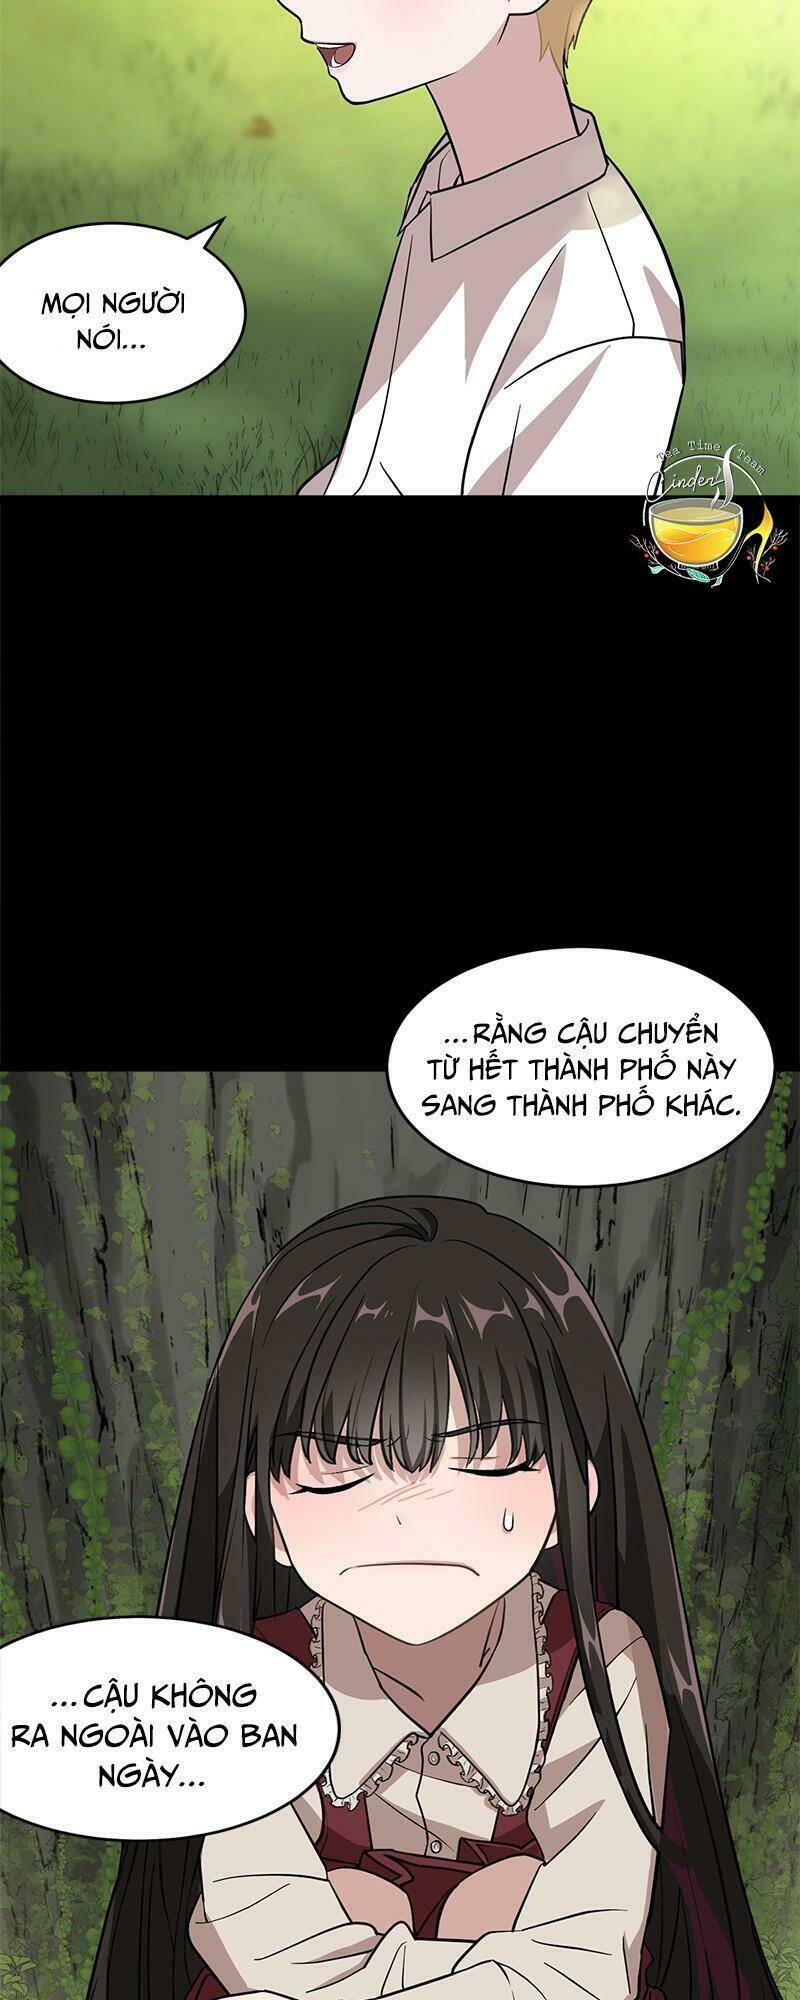 MỌI NGƯỜI
NÓI...
Tea Time Team
Cinder's
...RẰNG CẬU CHUYỂN
TỪ HẾT THÀNH PHỐ NÀY
SANG THÀNH PHỐ KHÁC.
...CẬU KHÔNG
RA NGOÀI VÀO BAN
NGÀY...